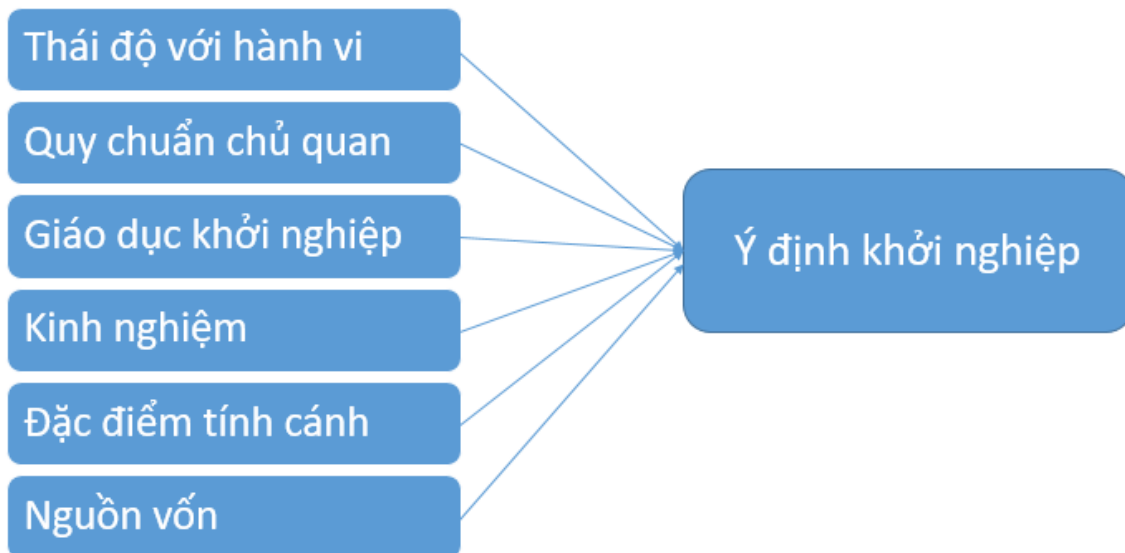 Thái độ với hành vi
Quy chuẩn chủ quan
Giáo dục khởi nghiệp
Kinh nghiệm
Đặc điểm tính cánh
Nguồn vốn
Ý định khởi nghiệp